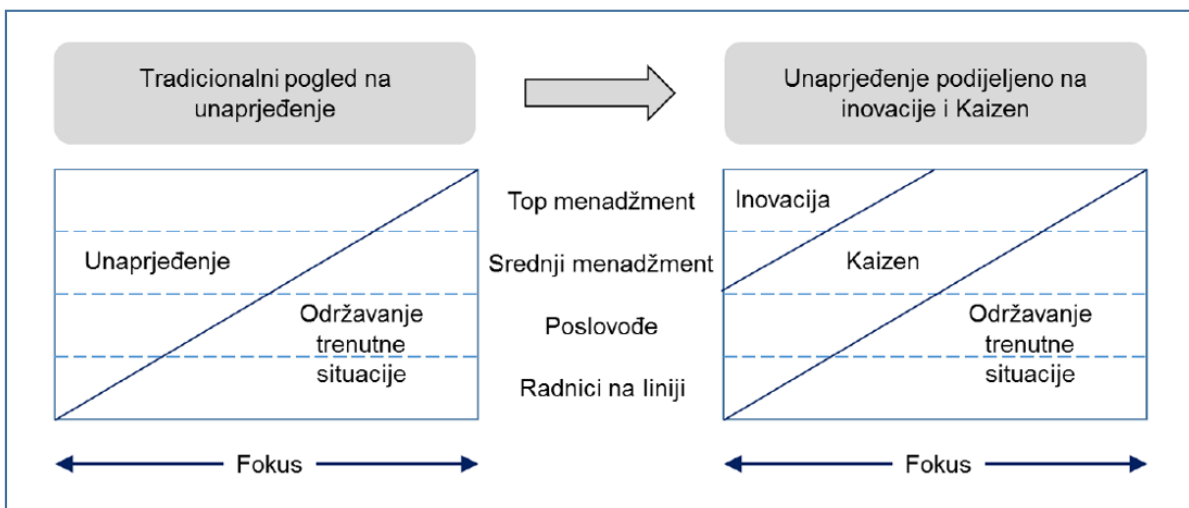 Tradicionalni pogled na
unaprjeđenje
Unaprjeđenje podijeljeno na
inovacije i Kaizen
Unaprjeđenje
Održavanje
trenutne
situacije
Top menadžment
Srednji menadžment
Poslovođe
Radnici na liniji
Inovacija
Kaizen
Održavanje
trenutne
situacije
Fokus
Fokus